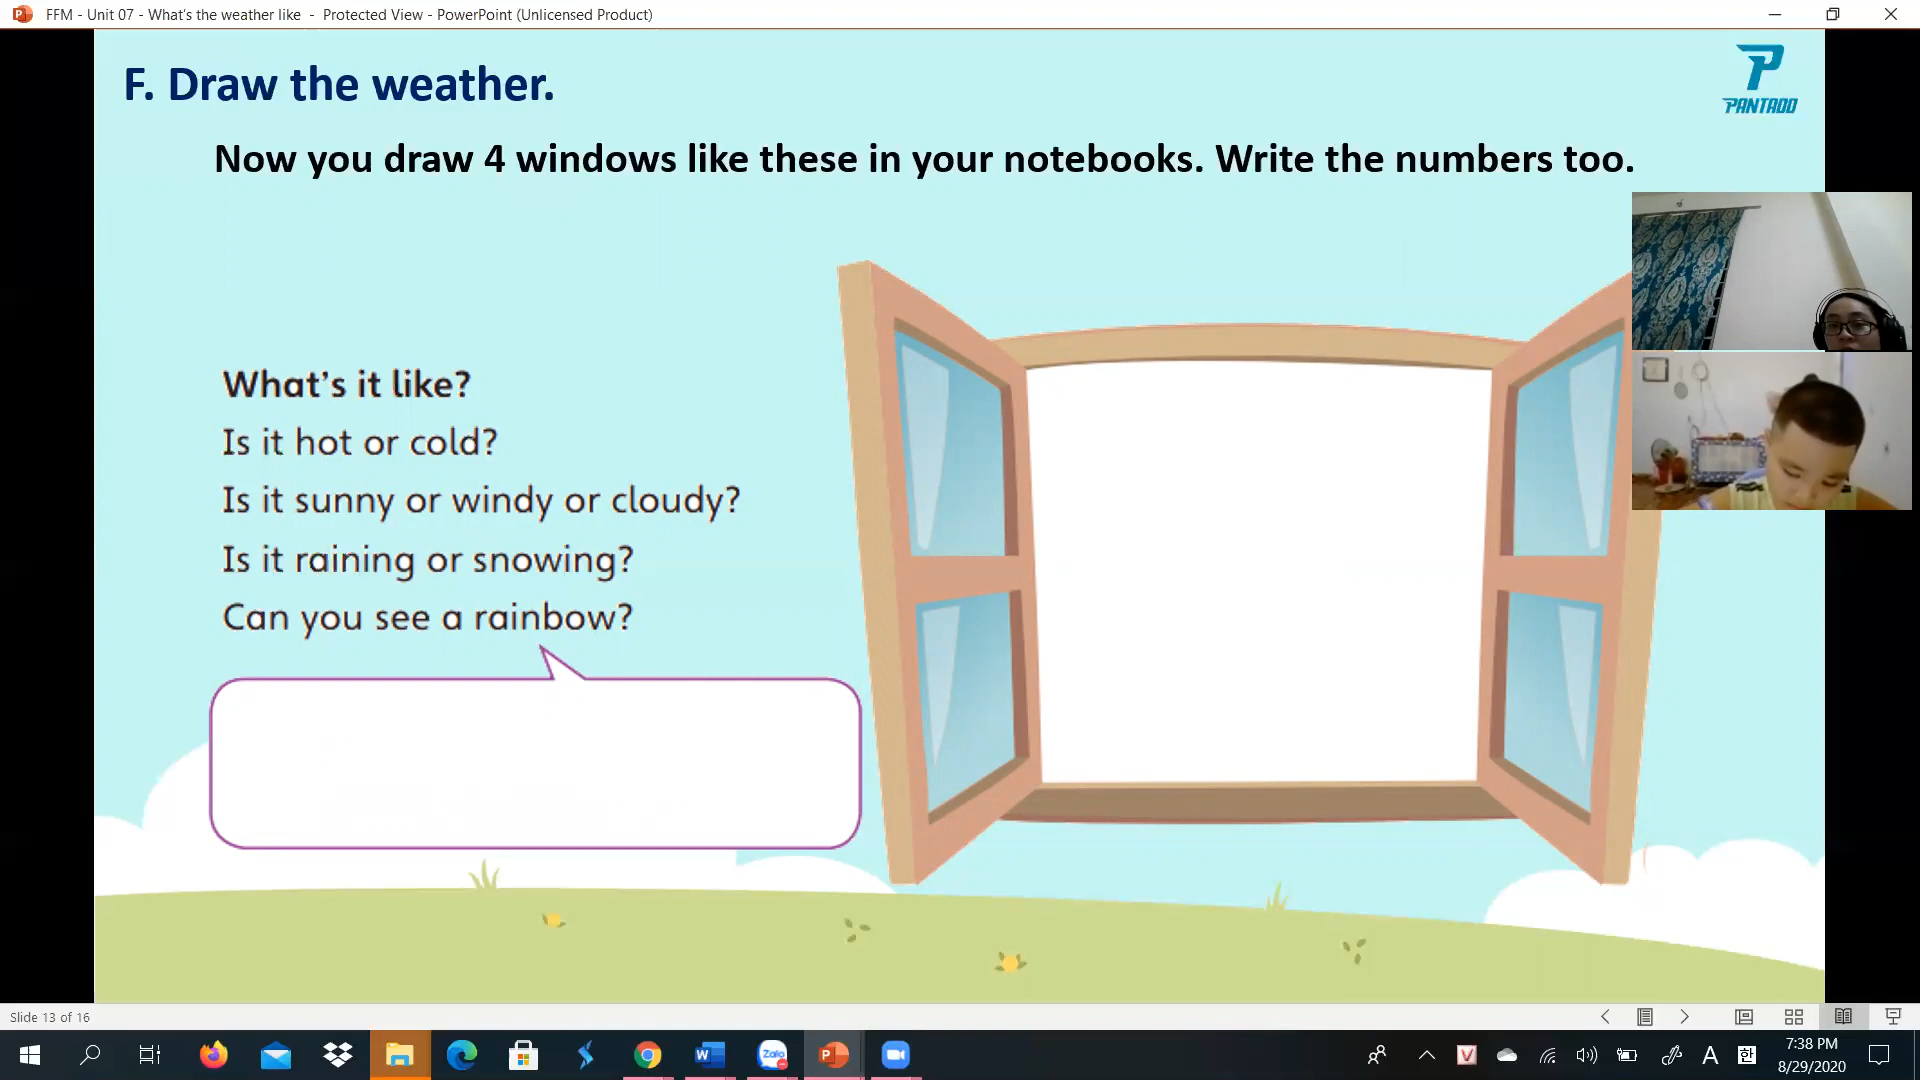 FFM - Unit 07 - What's the weather like - Protected View - PowerPoint (Unlicensed Product)
F. Draw the weather.
PANTADO
Now you draw 4 windows like these in your notebooks. Write the numbers too.
What's it like?
Is it hot or cold?
Is it sunny or windy or cloudy?
Is it raining or snowing?
Can you see a rainbow?
Slide 13 of 16
Zalo
A
한
7:38 PM
8/29/2020